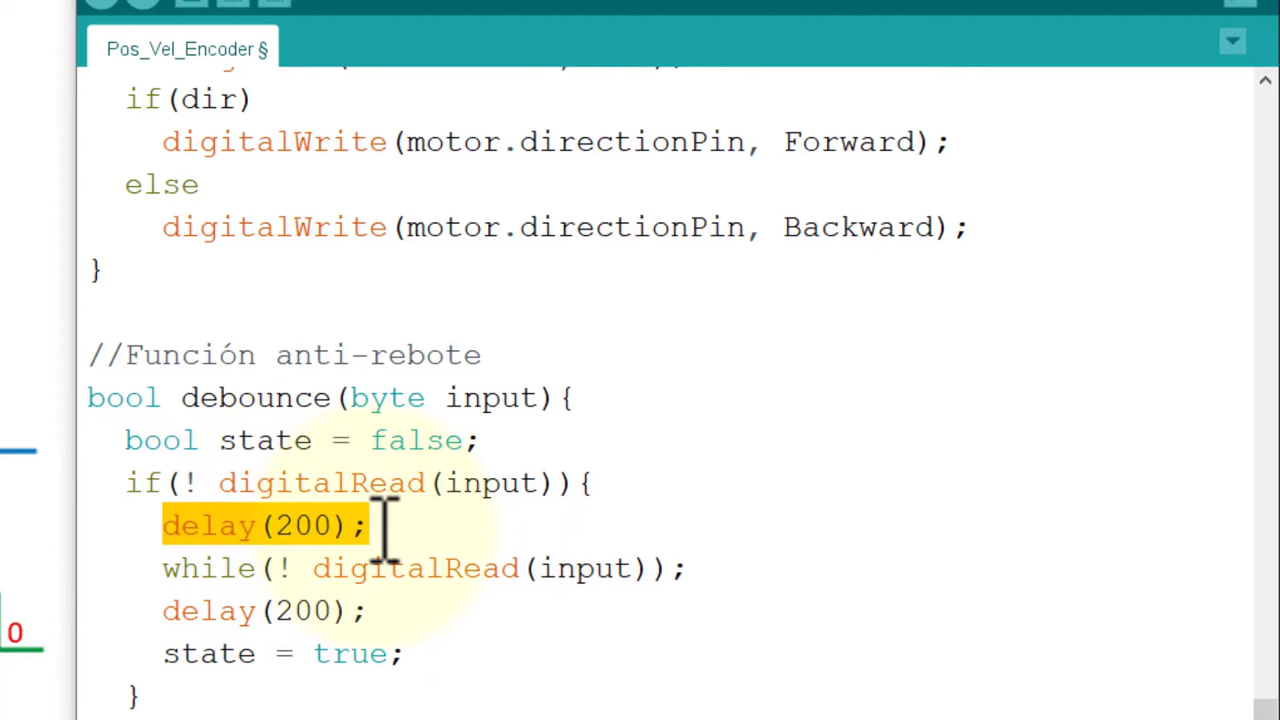 Pos_Vel_Encoder §
if(dir)
digitalWrite(motor.directionPin, Forward);
else
digitalWrite(motor.directionPin, Backward);
}
//Función anti-rebote
bool debounce(byte input){
bool state = false;
if(! digitalRead(input)){
delay(200);
while(! digitalRead(input));
delay(200);
state = true;
}
0